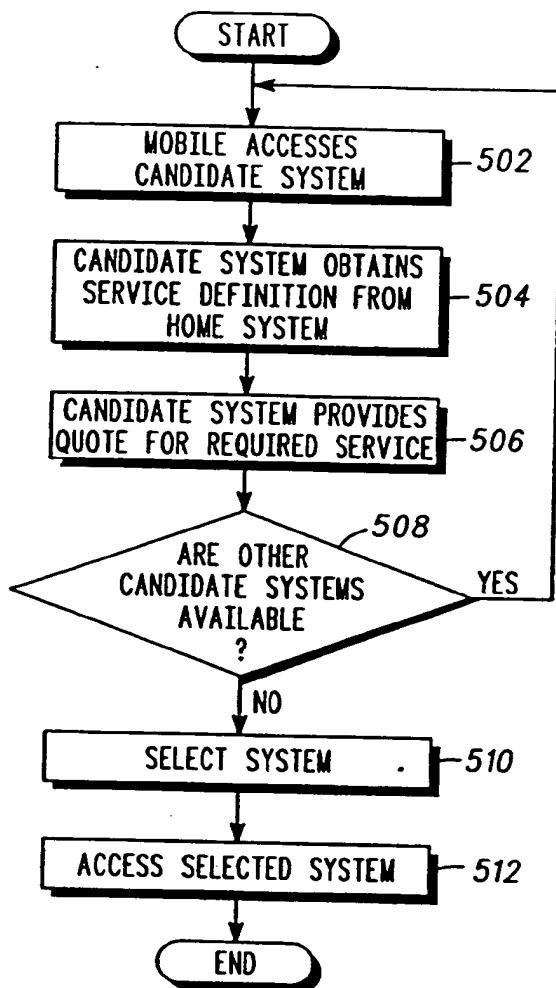 START
MOBILE ACCESSES
CANDIDATE SYSTEM
502
CANDIDATE SYSTEM OBTAINS
SERVICE DEFINITION FROM
HOME SYSTEM
504
CANDIDATE SYSTEM PROVIDES
QUOTE FOR REQUIRED SERVICE
506
508
ARE OTHER
CANDIDATE SYSTEMS
AVAILABLE
?
YES
NO
SELECT SYSTEM
510
ACCESS SELECTED SYSTEM
512
END